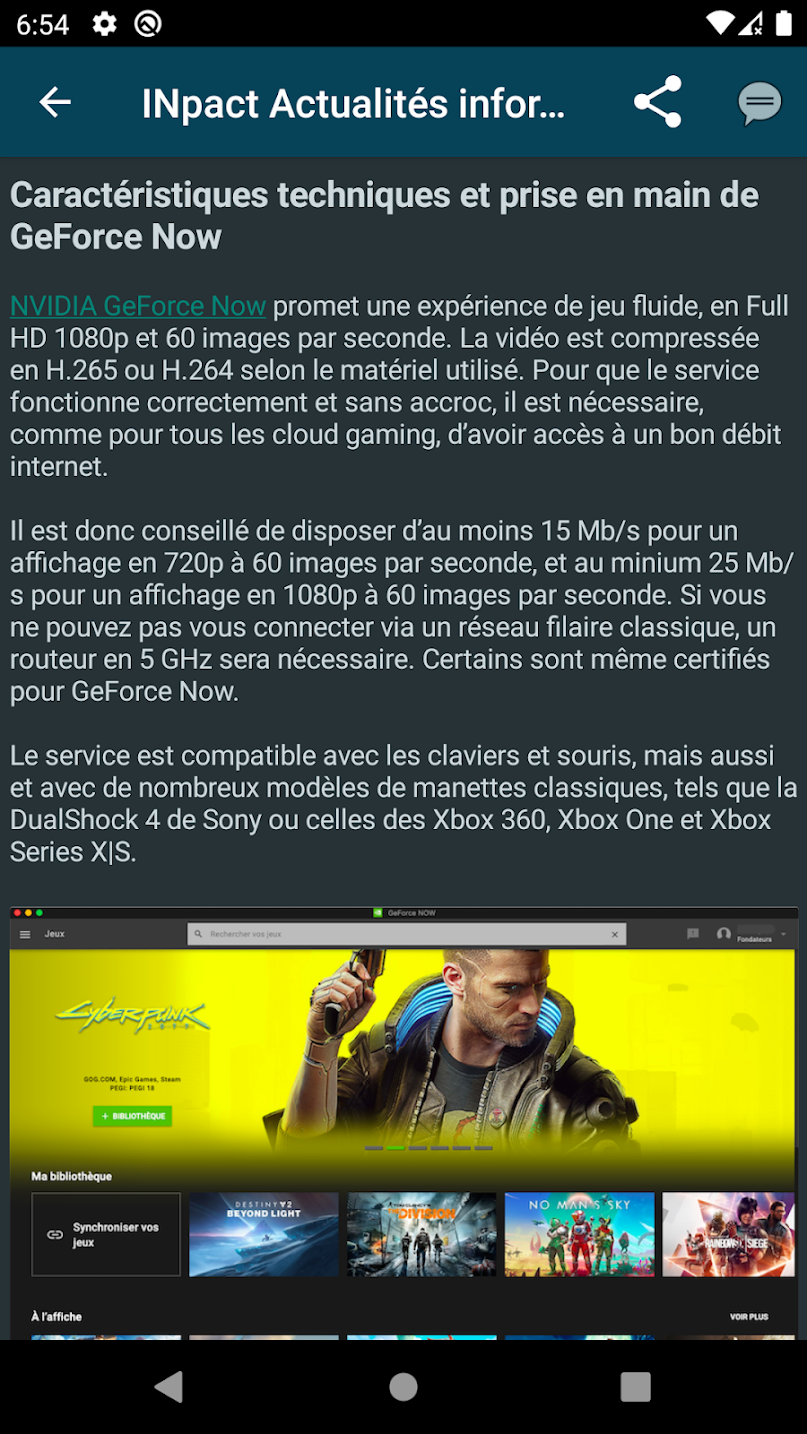 6:54
INpact Actualités infor...
Caractéristiques techniques et prise en main de
GeForce Now
NVIDIA GeForce Now promet une expérience de jeu fluide, en Full
HD 1080p et 60 images par seconde. La vidéo est compressée
en H.265 ou H.264 selon le matériel utilisé. Pour que le service
fonctionne correctement et sans accroc, il est nécessaire,
comme pour tous les cloud gaming, d’avoir accès à un bon débit
internet.
Il est donc conseillé de disposer d’au moins 15 Mb/s pour un
affichage en 720p à 60 images par seconde, et au minium 25 Mb/
s pour un affichage en 1080p à 60 images par seconde. Si vous
ne pouvez pas vous connecter via un réseau filaire classique, un
routeur en 5 GHz sera nécessaire. Certains sont même certifiés
pour GeForce Now.
Le service est compatible avec les claviers et souris, mais aussi
et avec de nombreux modèles de manettes classiques, tels que la
DualShock 4 de Sony ou celles des Xbox 360, Xbox One et Xbox
Series X|S.
GeForce NOW
Jeux
Rechercher vos jeux
Fondateurs
Cyberpunk
2077
GOG.COM, Epic Games, Steam
PEGI: PEGI 18
+ BIBLIOTHÈQUE
Ma bibliothèque
Synchroniser vos
jeux
DESTINY 2
BEYOND LIGHT
THE DIVISION
NO MAN'S SKY
RAINBOW SIEGE
À l’affiche
VOIR PLUS